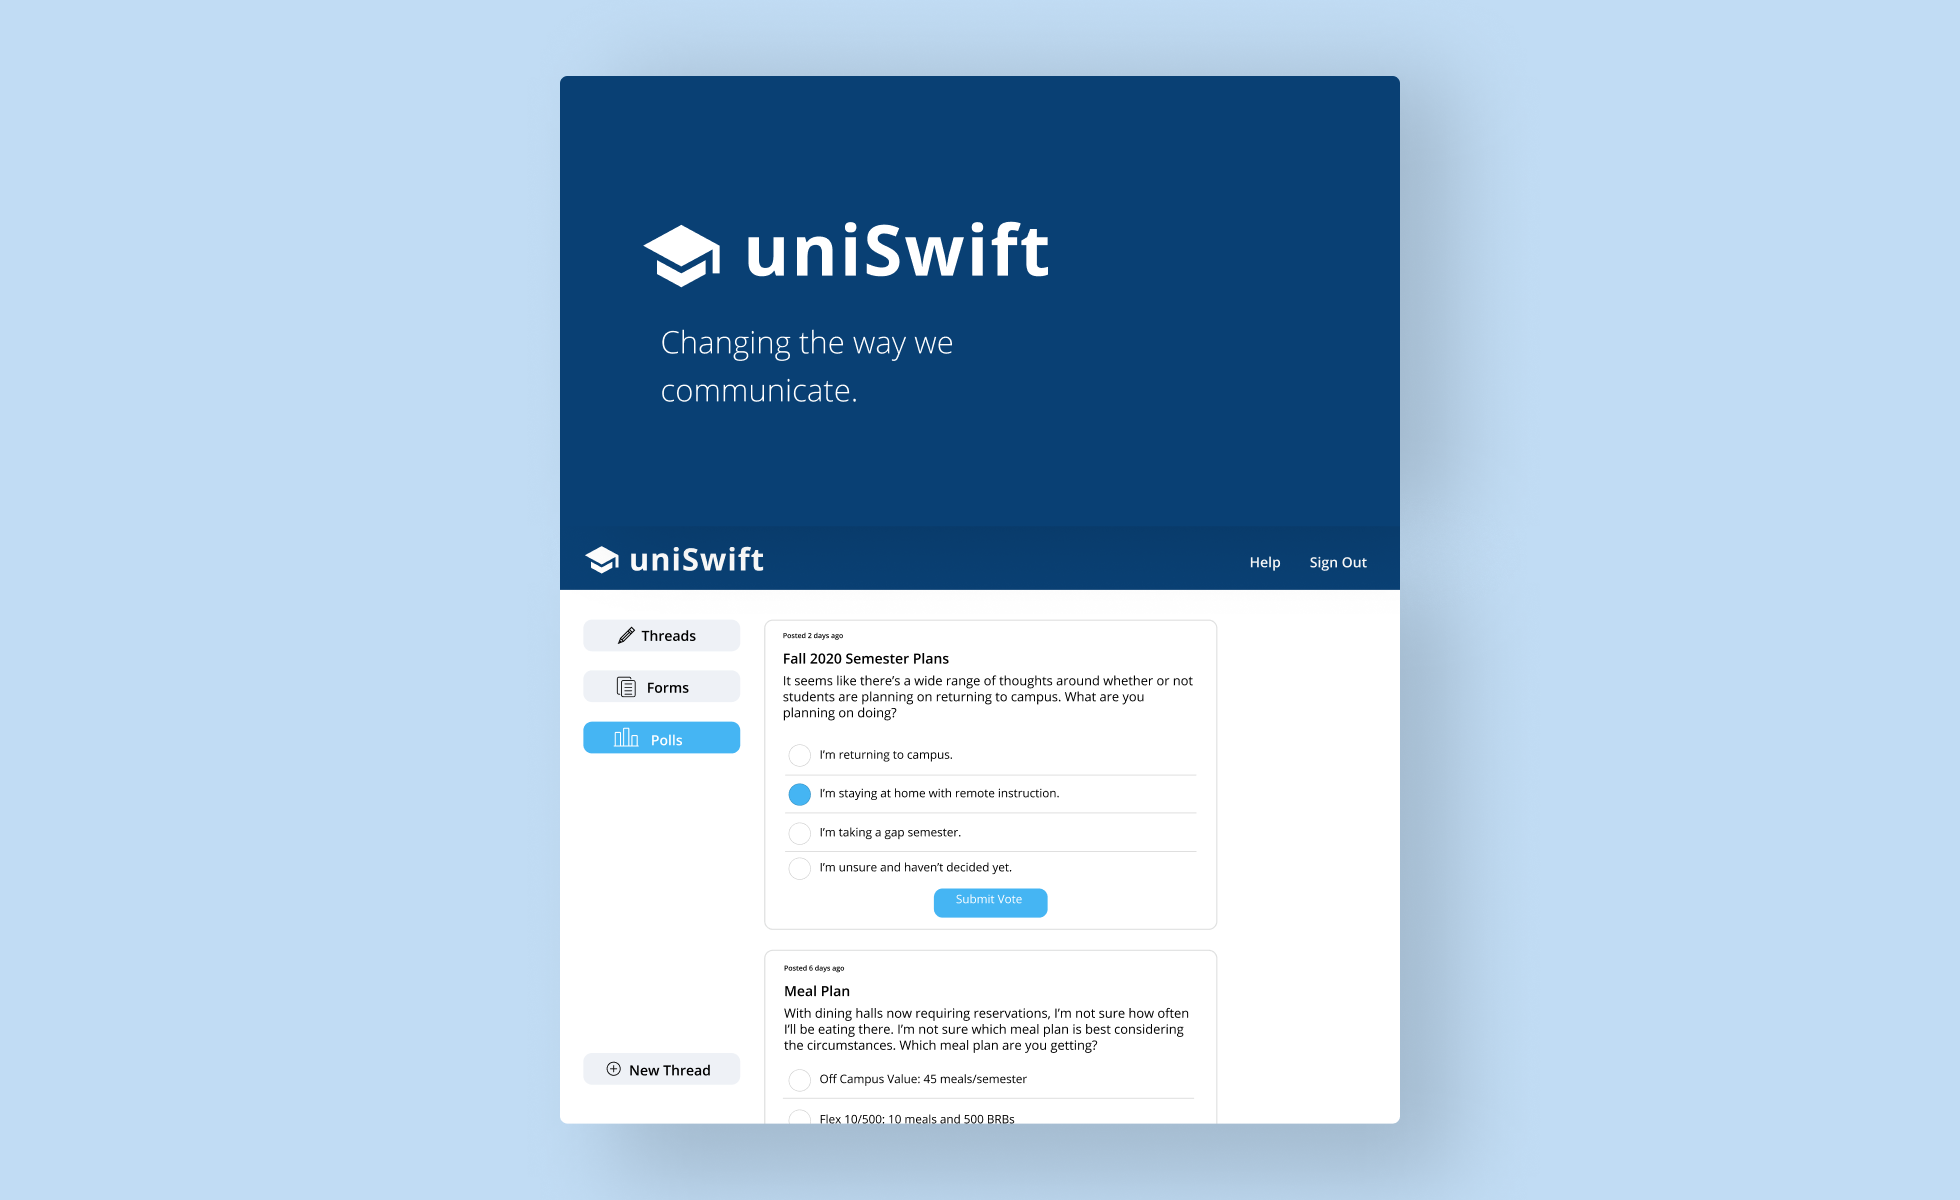 uniSwift
Changing the way we
communicate.
uniSwift
Help
Sign Out
Threads
Forms
Polls
New Thread
Posted 2 days ago
Fall 2020 Semester Plans
It seems like there’s a wide range of thoughts around whether or not
students are planning on returning to campus. What are you
planning on doing?
I’m returning to campus.
I’m staying at home with remote instruction.
I’m taking a gap semester.
I’m unsure and haven’t decided yet.
Submit Vote
Posted 6 days ago
Meal Plan
With dining halls now requiring reservations, I’m not sure how often
I’ll be eating there. I’m not sure which meal plan is best considering
the circumstances. Which meal plan are you getting?
Off Campus Value: 45 meals/semester
Flex 10/500: 10 meals and 500 BRBs